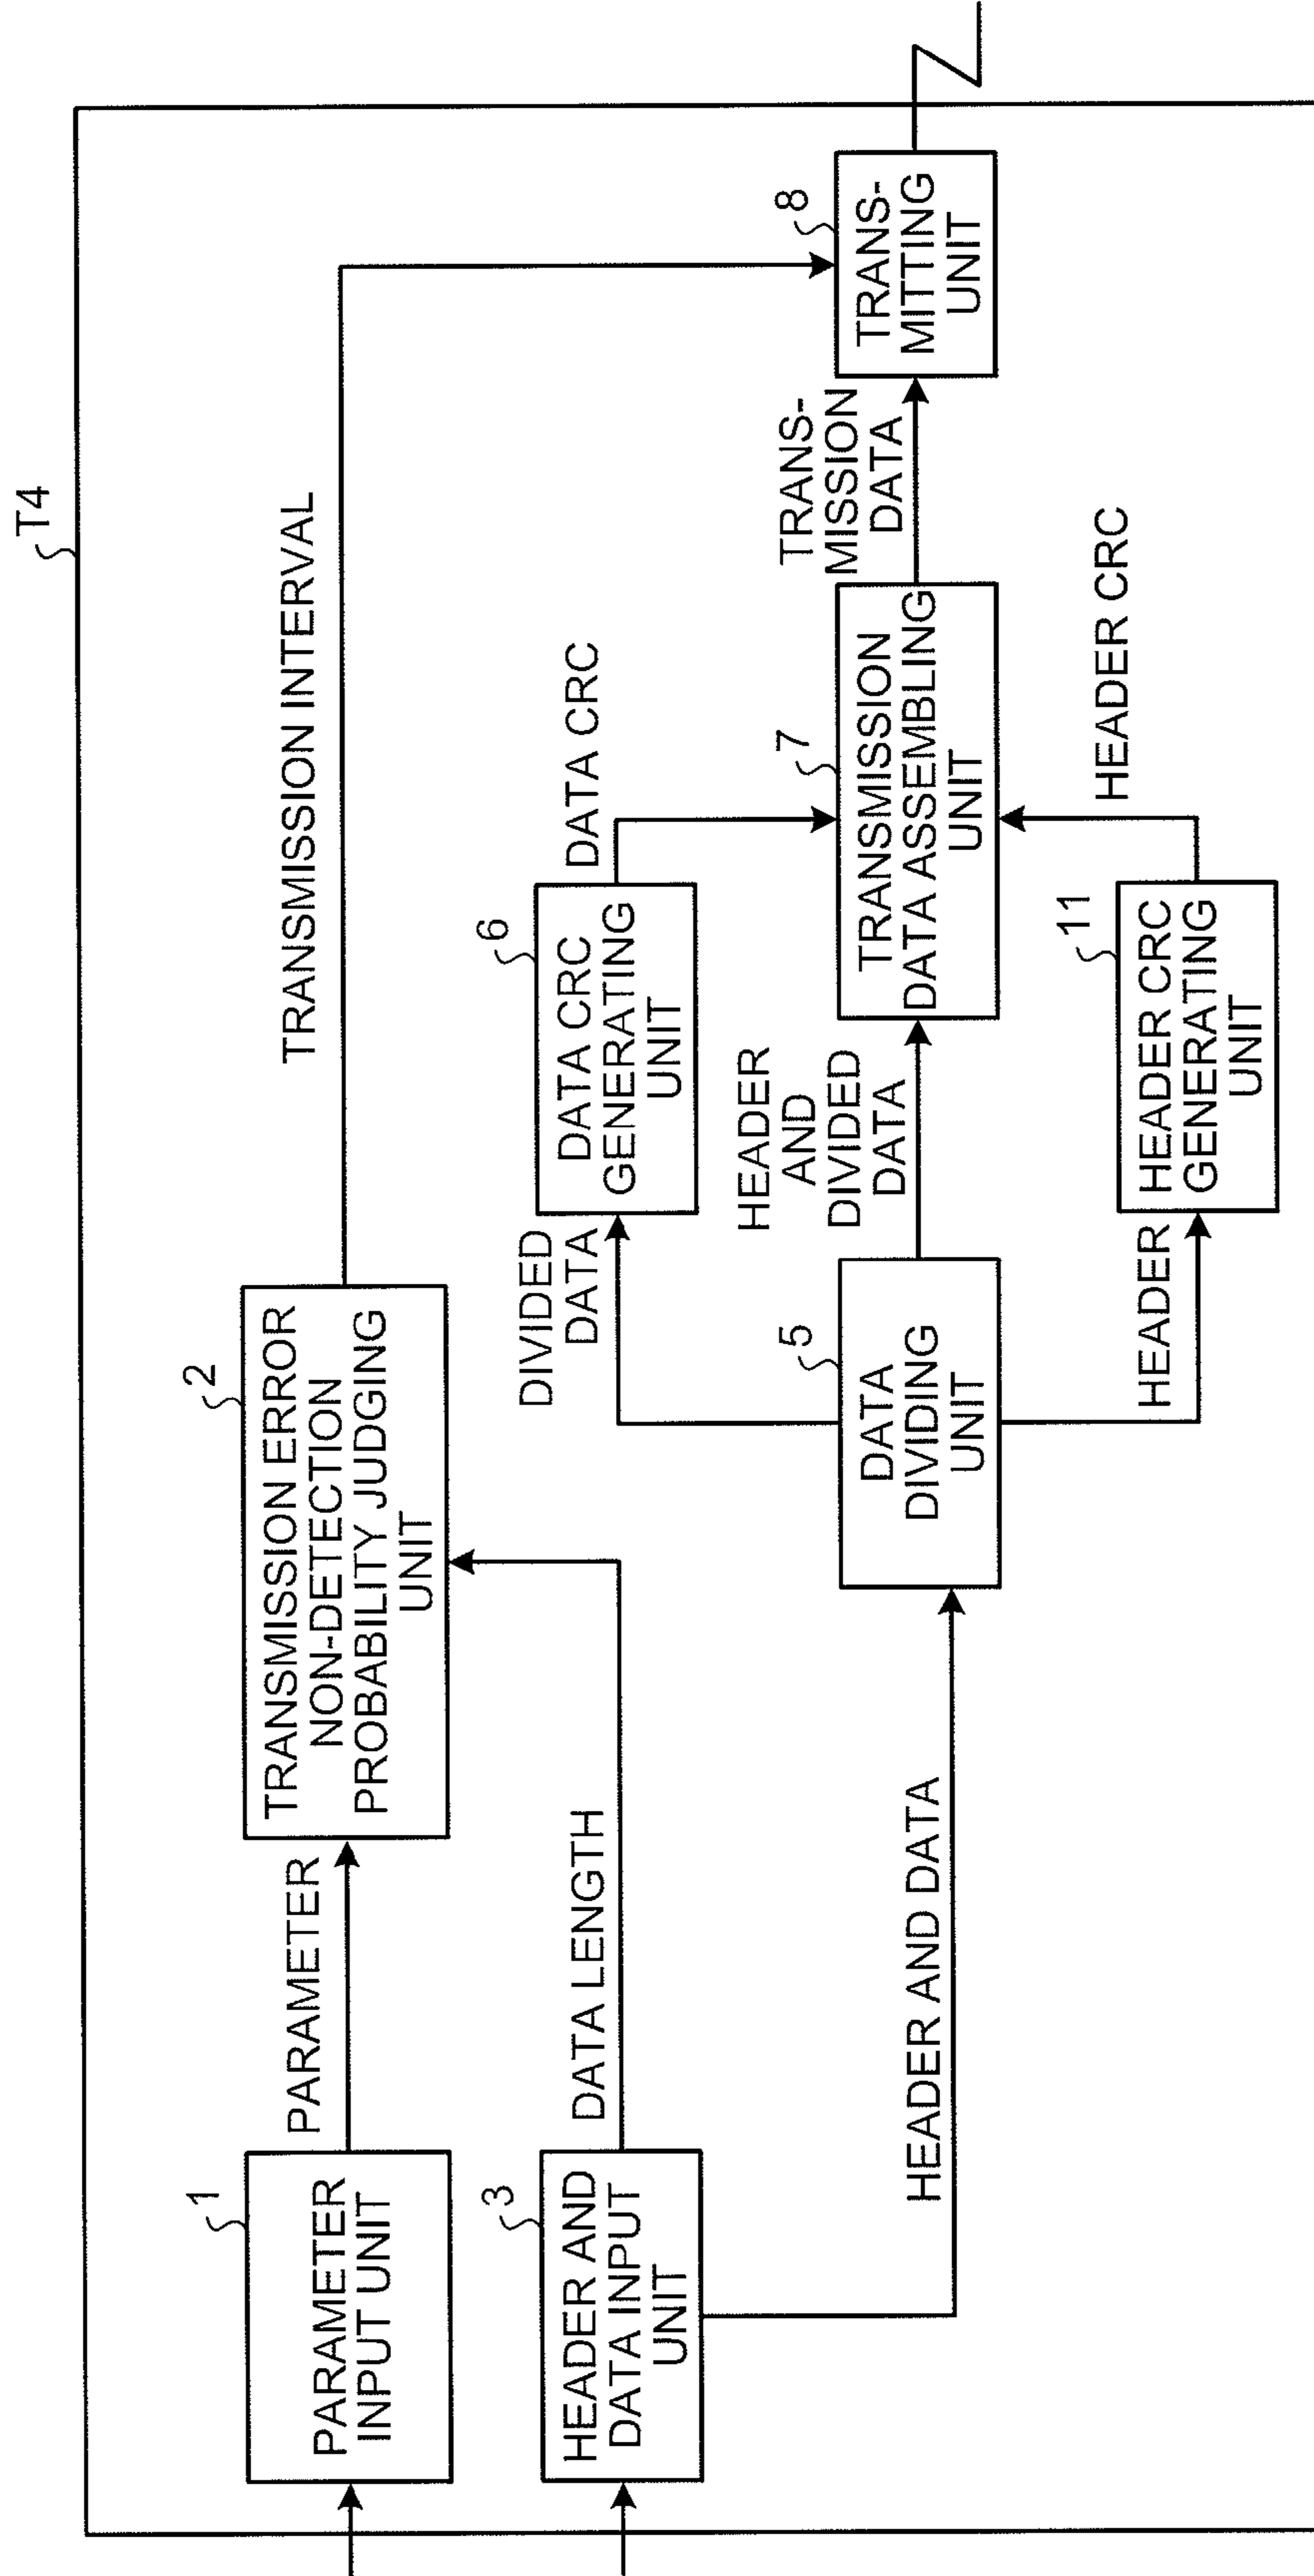 T4
1
PARAMETER
INPUT UNIT
PARAMETER
2
TRANSMISSION ERROR
NON-DETECTION
PROBABILITY JUDGING
UNIT
TRANSMISSION INTERVAL
3
HEADER AND
DATA INPUT
UNIT
DATA LENGTH
HEADER AND DATA
5
DATA
DIVIDING
UNIT
DIVIDED
DATA
6
DATA CRC
GENERATING
UNIT
DATA CRC
HEADER
AND
DIVIDED
DATA
HEADER
11
HEADER CRC
GENERATING
UNIT
HEADER CRC
7
TRANSMISSION
DATA ASSEMBLING
UNIT
TRANS-
MISSION
DATA
8
TRANS-
MITTING
UNIT